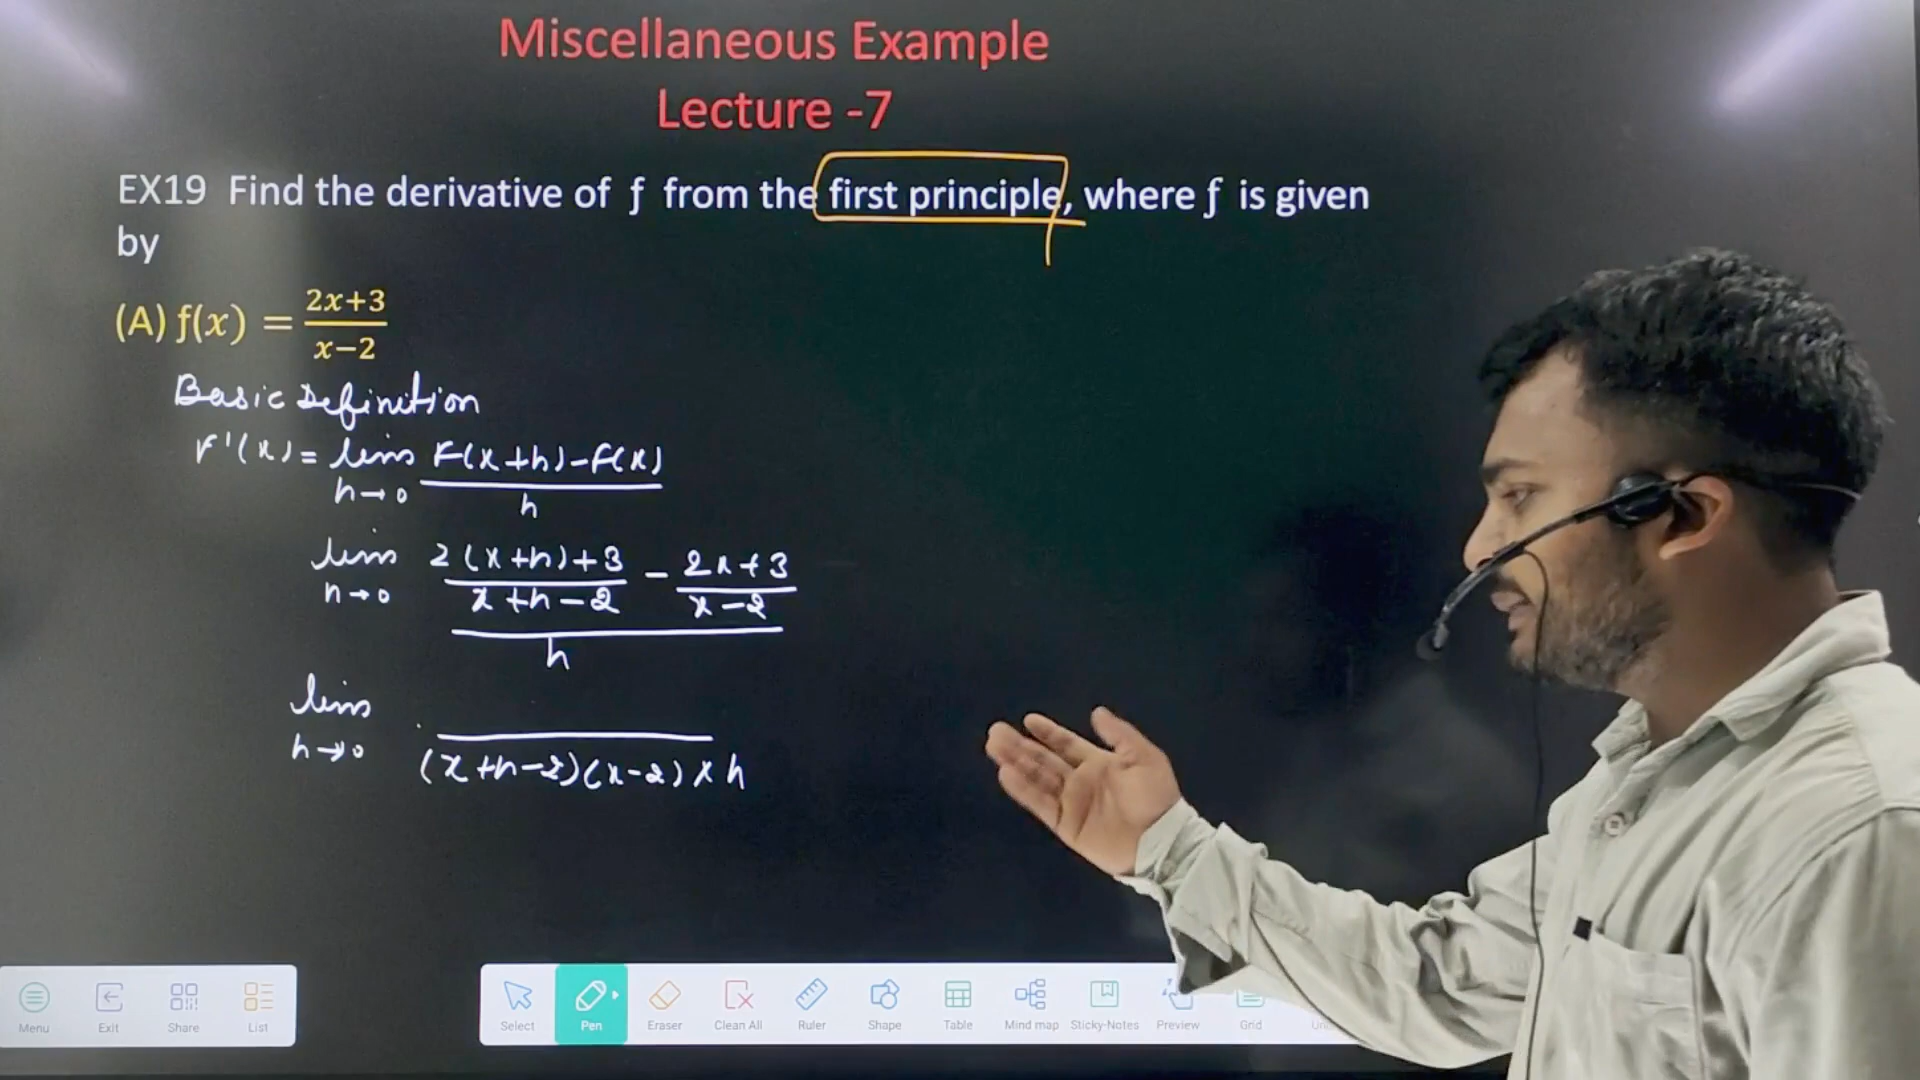 Miscellaneous Example
Lecture -7
EX19 Find the derivative of f from the first principle, where f is given
by
(A) f(x) = 2x+3 / x−2
Basic Definition
F'(x) = lim h→0 F(x+h)-F(x) / h
lim h→0 2(x+h)+3 / x+h-2 - 2x+3 / x-2 / h
lim h→0 / (x+h-2)(x-2) x h
Menu Exit Share List Select Pen Eraser Clean All Ruler Shape Table Mind map Sticky-Notes Preview Grid